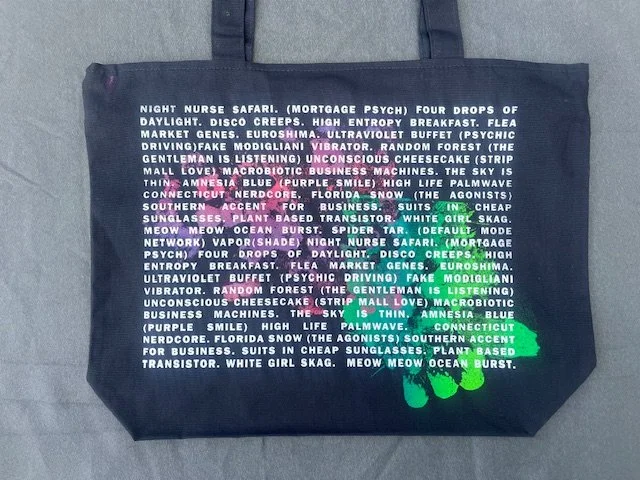 NIGHT NURSE SAFARI. (MORTGAGE PSYCH) FOUR DROPS OF
DAYLIGHT. DISCO CREEPS. HIGH ENTROPY BREAKFAST. FLEA
MARKET GENES. EUROSHIMA. ULTRAVIOLET BUFFET (PSYCHIC
DRIVING)FAKE MODIGLIANI VIBRATOR. RANDOM FOREST (THE
GENTLEMAN IS LISTENING) UNCONSCIOUS CHEESECAKE (STRIP
MALL LOVE) MACROBIOTIC BUSINESS MACHINES. THE SKY IS
THIN. AMNESIA BLUE (PURPLE SMILE) HIGH LIFE PALMWAVE
CONNECTICUT NERDCORE. FLORIDA SNOW (THE AGONISTS)
SOUTHERN ACCENT FOR BUSINESS. SUITS IN CHEAP
SUNGLASSES. PLANT BASED TRANSISTOR. WHITE GIRL SKAG.
MEOW MEOW OCEAN BURST. SPIDER TAR. (DEFAULT MODE
NETWORK) VAPOR(SHADE) NIGHT NURSE SAFARI. (MORTGAGE
PSYCH) FOUR DROPS OF DAYLIGHT. DISCO CREEPS. HIGH
ENTROPY BREAKFAST. FLEA MARKET GENES. EUROSHIMA.
ULTRAVIOLET BUFFET (PSYCHIC DRIVING) FAKE MODIGLIANI
VIBRATOR. RANDOM FOREST (THE GENTLEMAN IS LISTENING)
UNCONSCIOUS CHEESECAKE (STRIP MALL LOVE) MACROBIOTIC
BUSINESS MACHINES. THE SKY IS THIN. AMNESIA BLUE
(PURPLE SMILE) HIGH LIFE PALMWAVE. CONNECTICUT
NERDCORE. FLORIDA SNOW (THE AGONISTS) SOUTHERN ACCENT
FOR BUSINESS. SUITS IN CHEAP SUNGLASSES. PLANT BASED
TRANSISTOR. WHITE GIRL SKAG. MEOW MEOW OCEAN BURST.